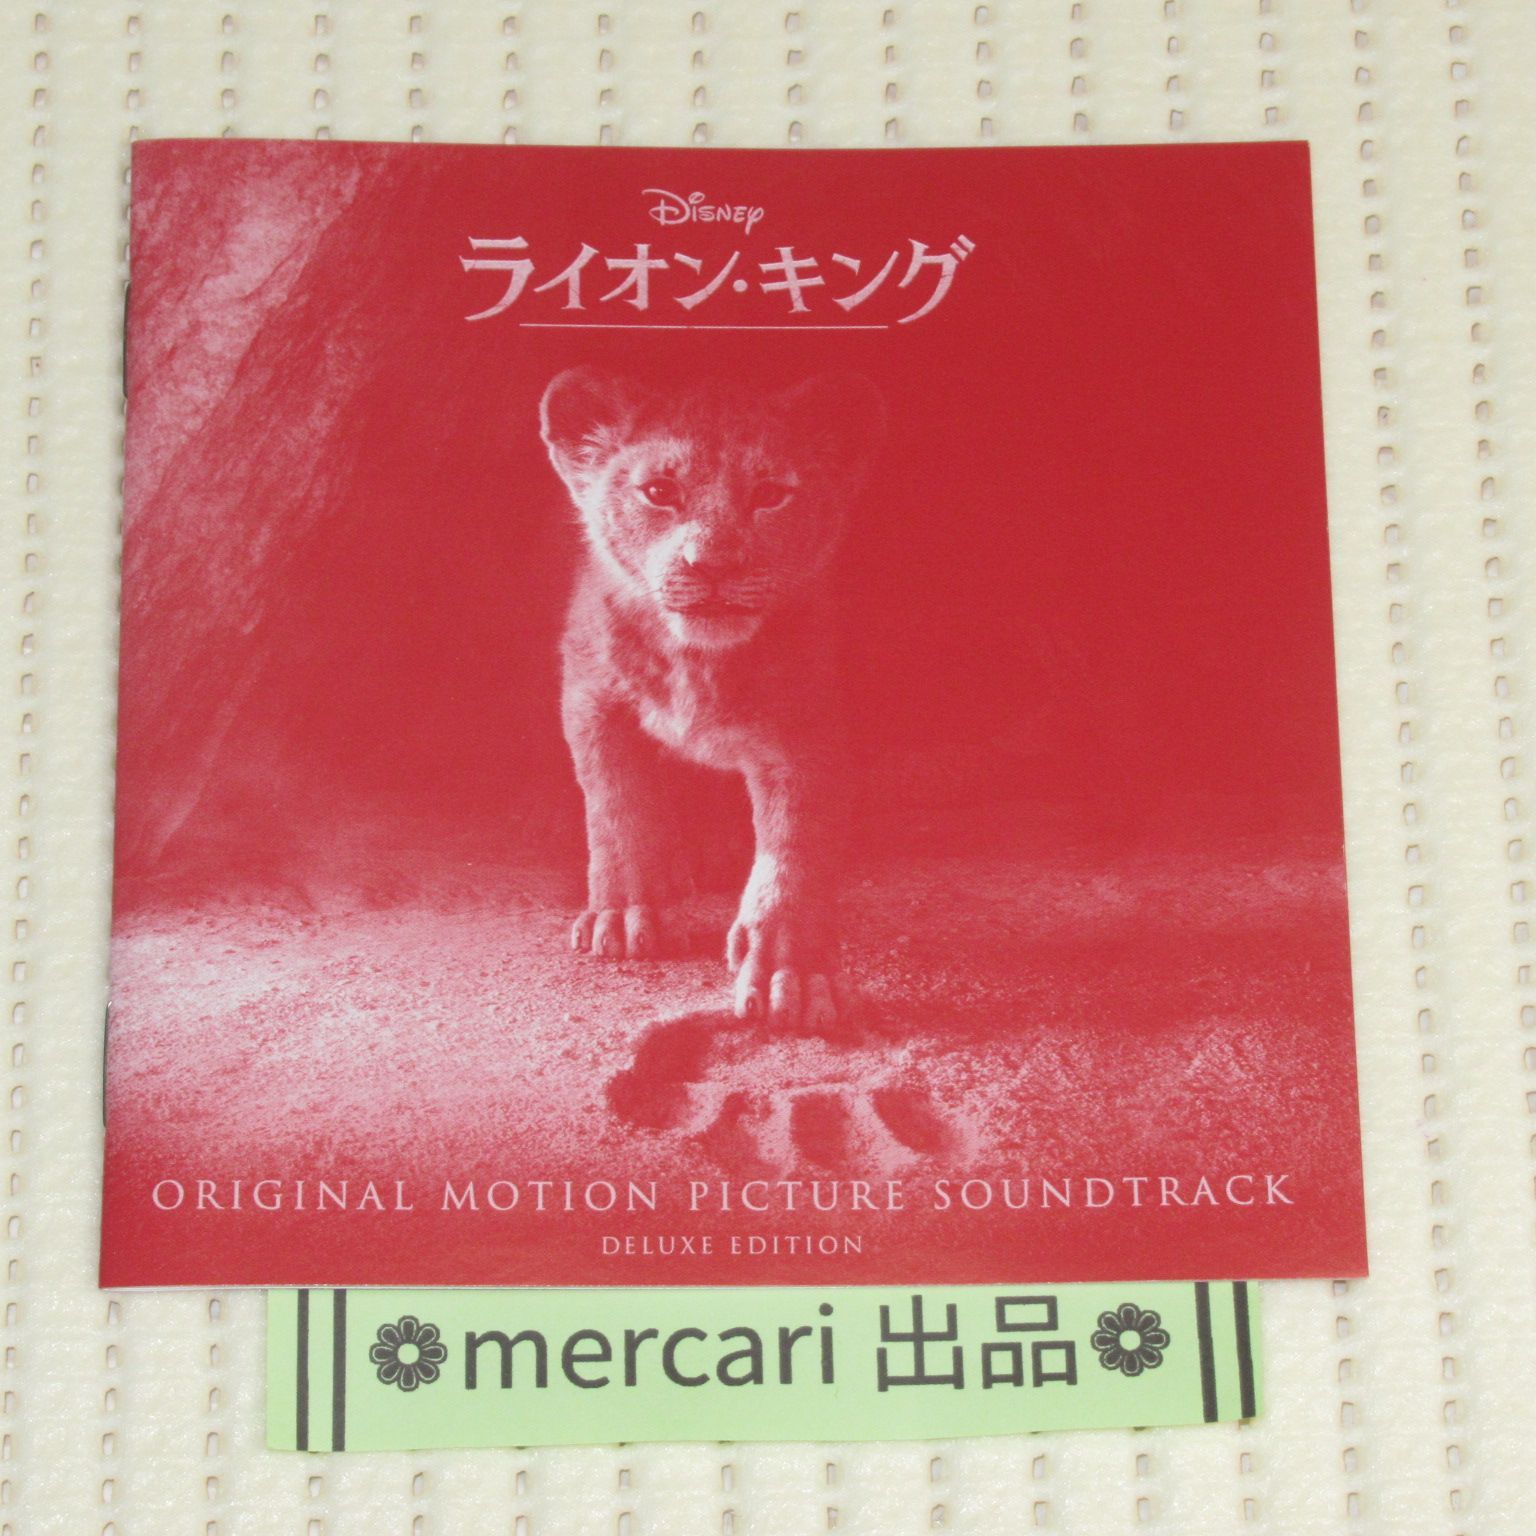 Disney
ライオン・キング
ORIGINAL MOTION PICTURE SOUNDTRACK
DELUXE EDITION
mercari 出品